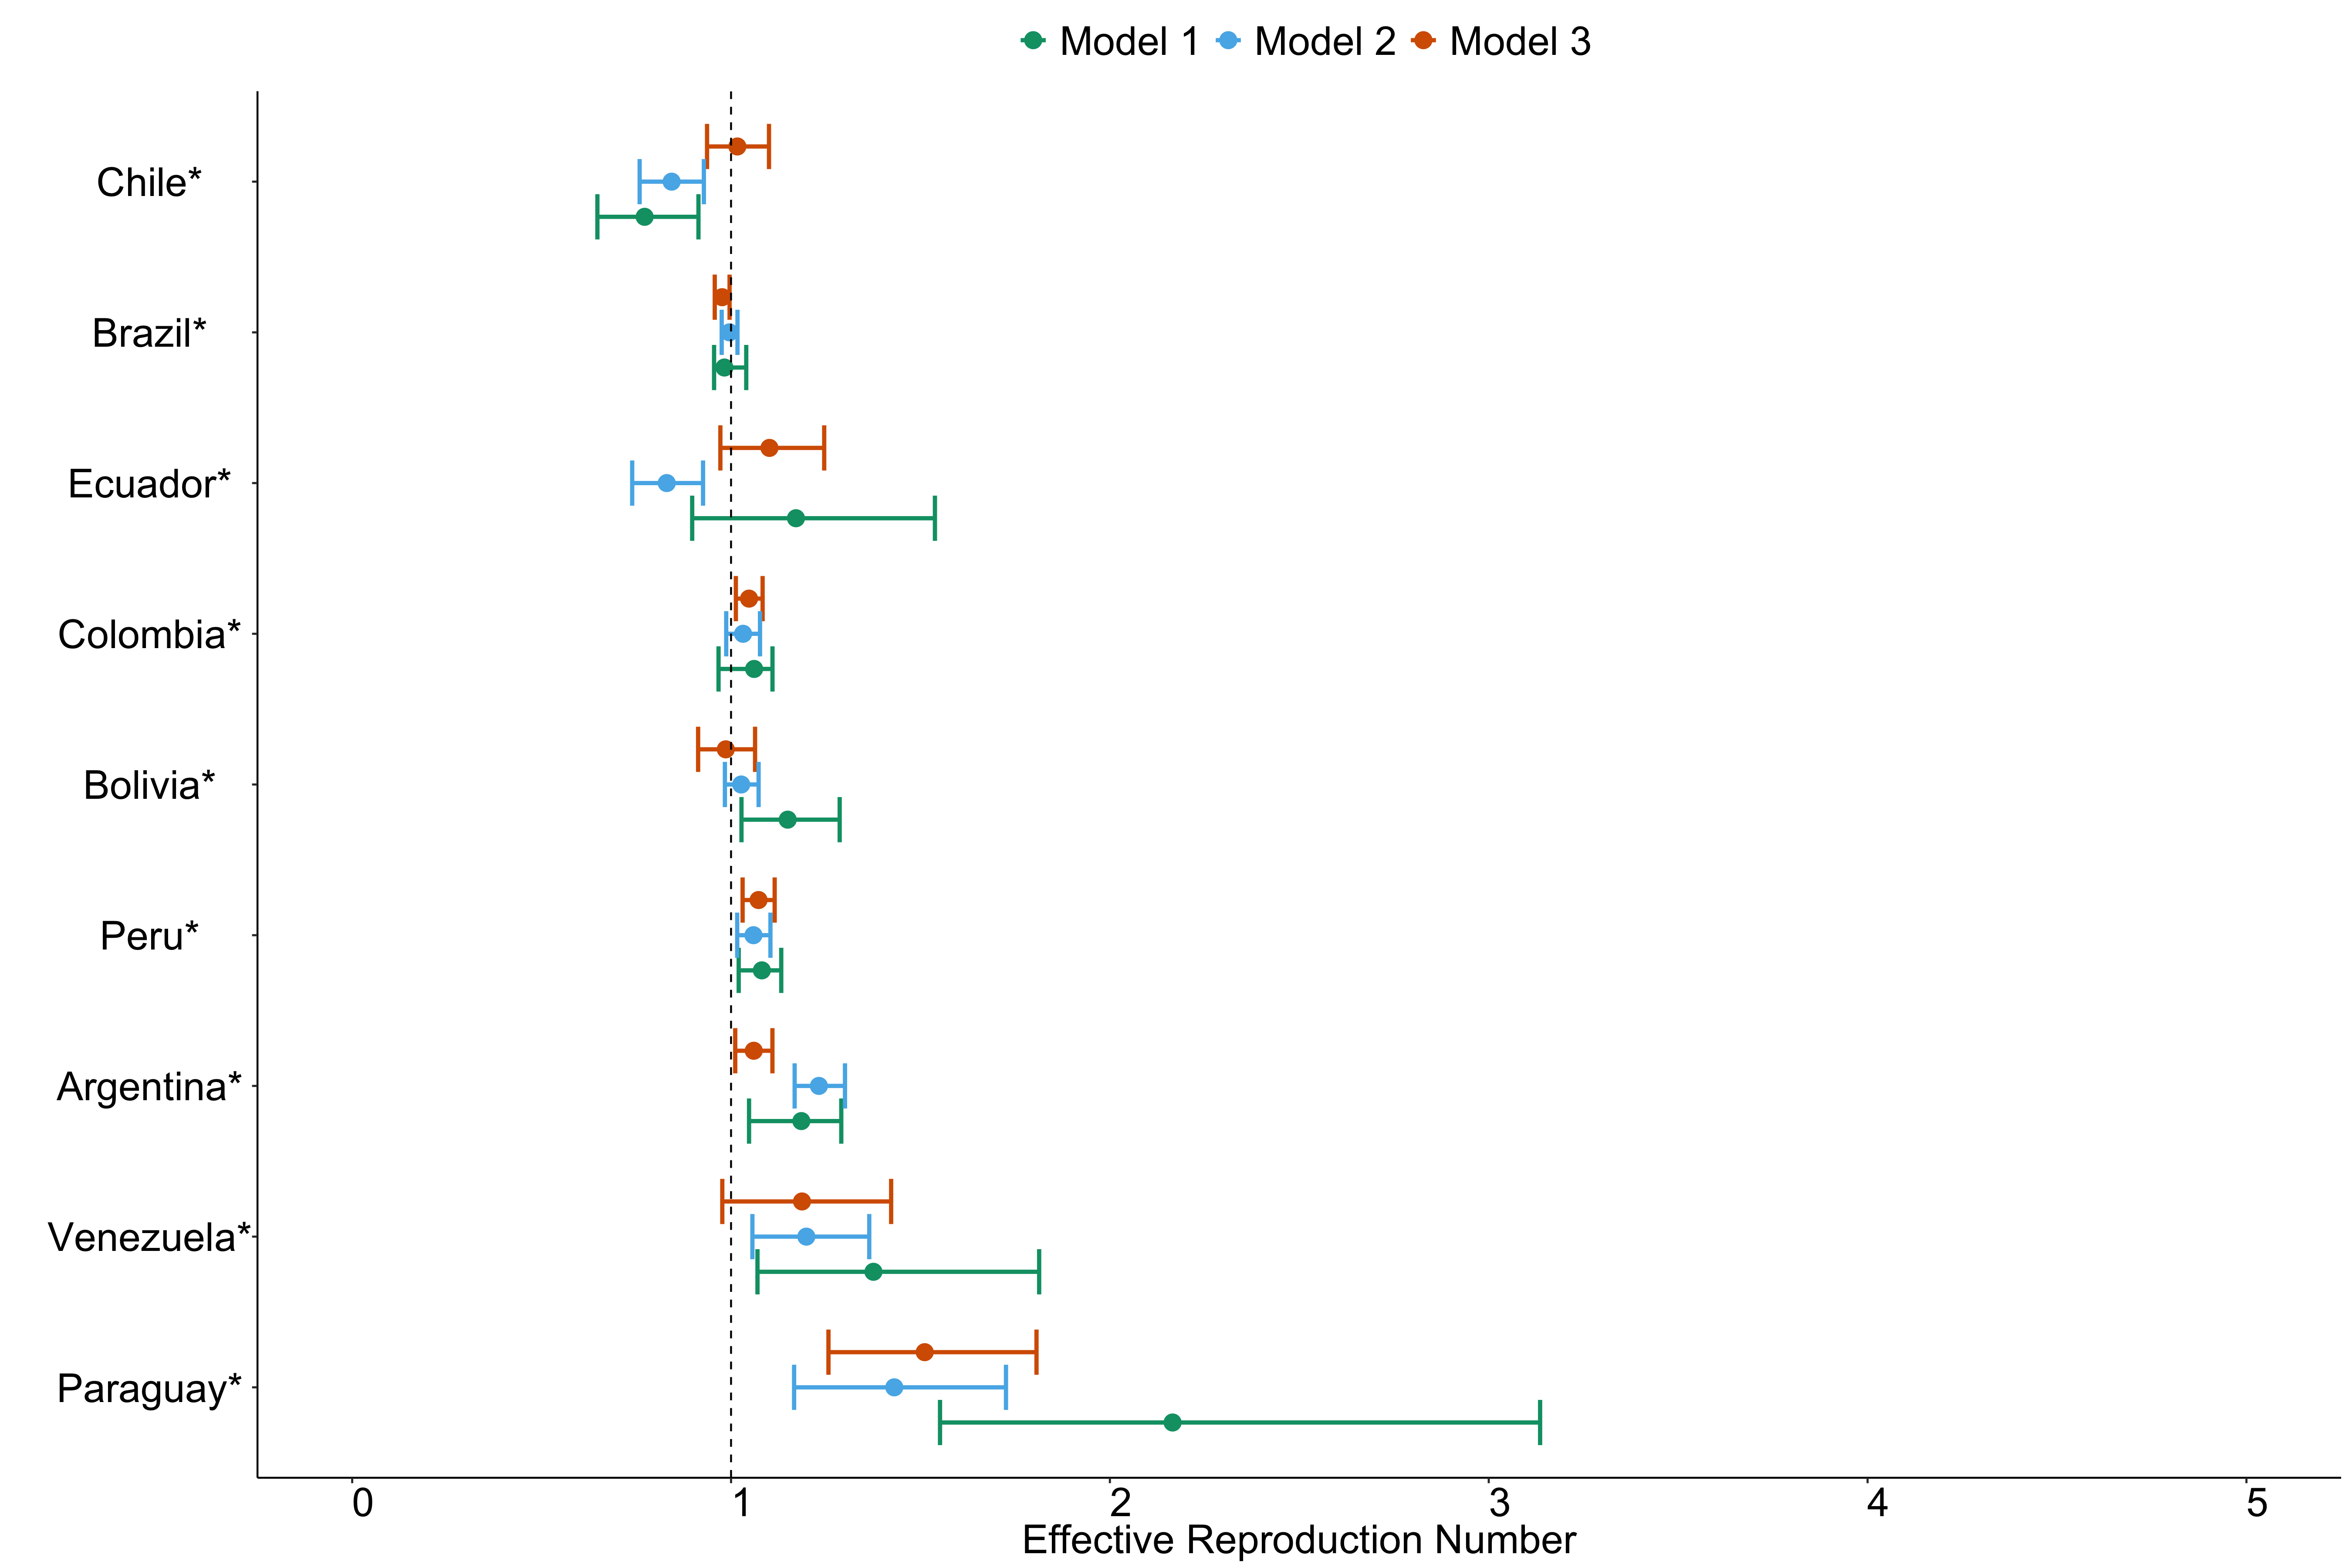 Model 1 Model 2 Model 3
Chile*
Brazil*
Ecuador*
Colombia*
Bolivia*
Peru*
Argentina*
Venezuela*
Paraguay*
0 1 2 3 4 5
Effective Reproduction Number